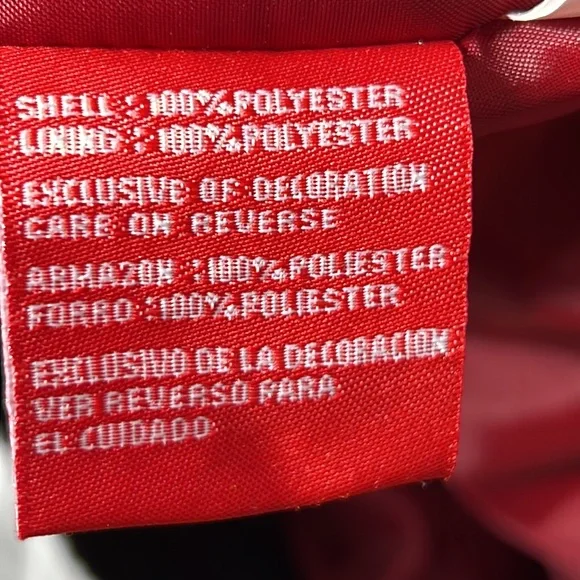 SHELL : 100% POLYESTER
LINING : 100% POLYESTER
EXCLUSIVE OF DECORATION
CARE ON REVERSE
ARMAZON : 100% POLIESTER
FORRO : 100% POLIESTER
EXCLUSIVO DE LA DECORACION
VER REVERSO PARA
EL CUIDADO